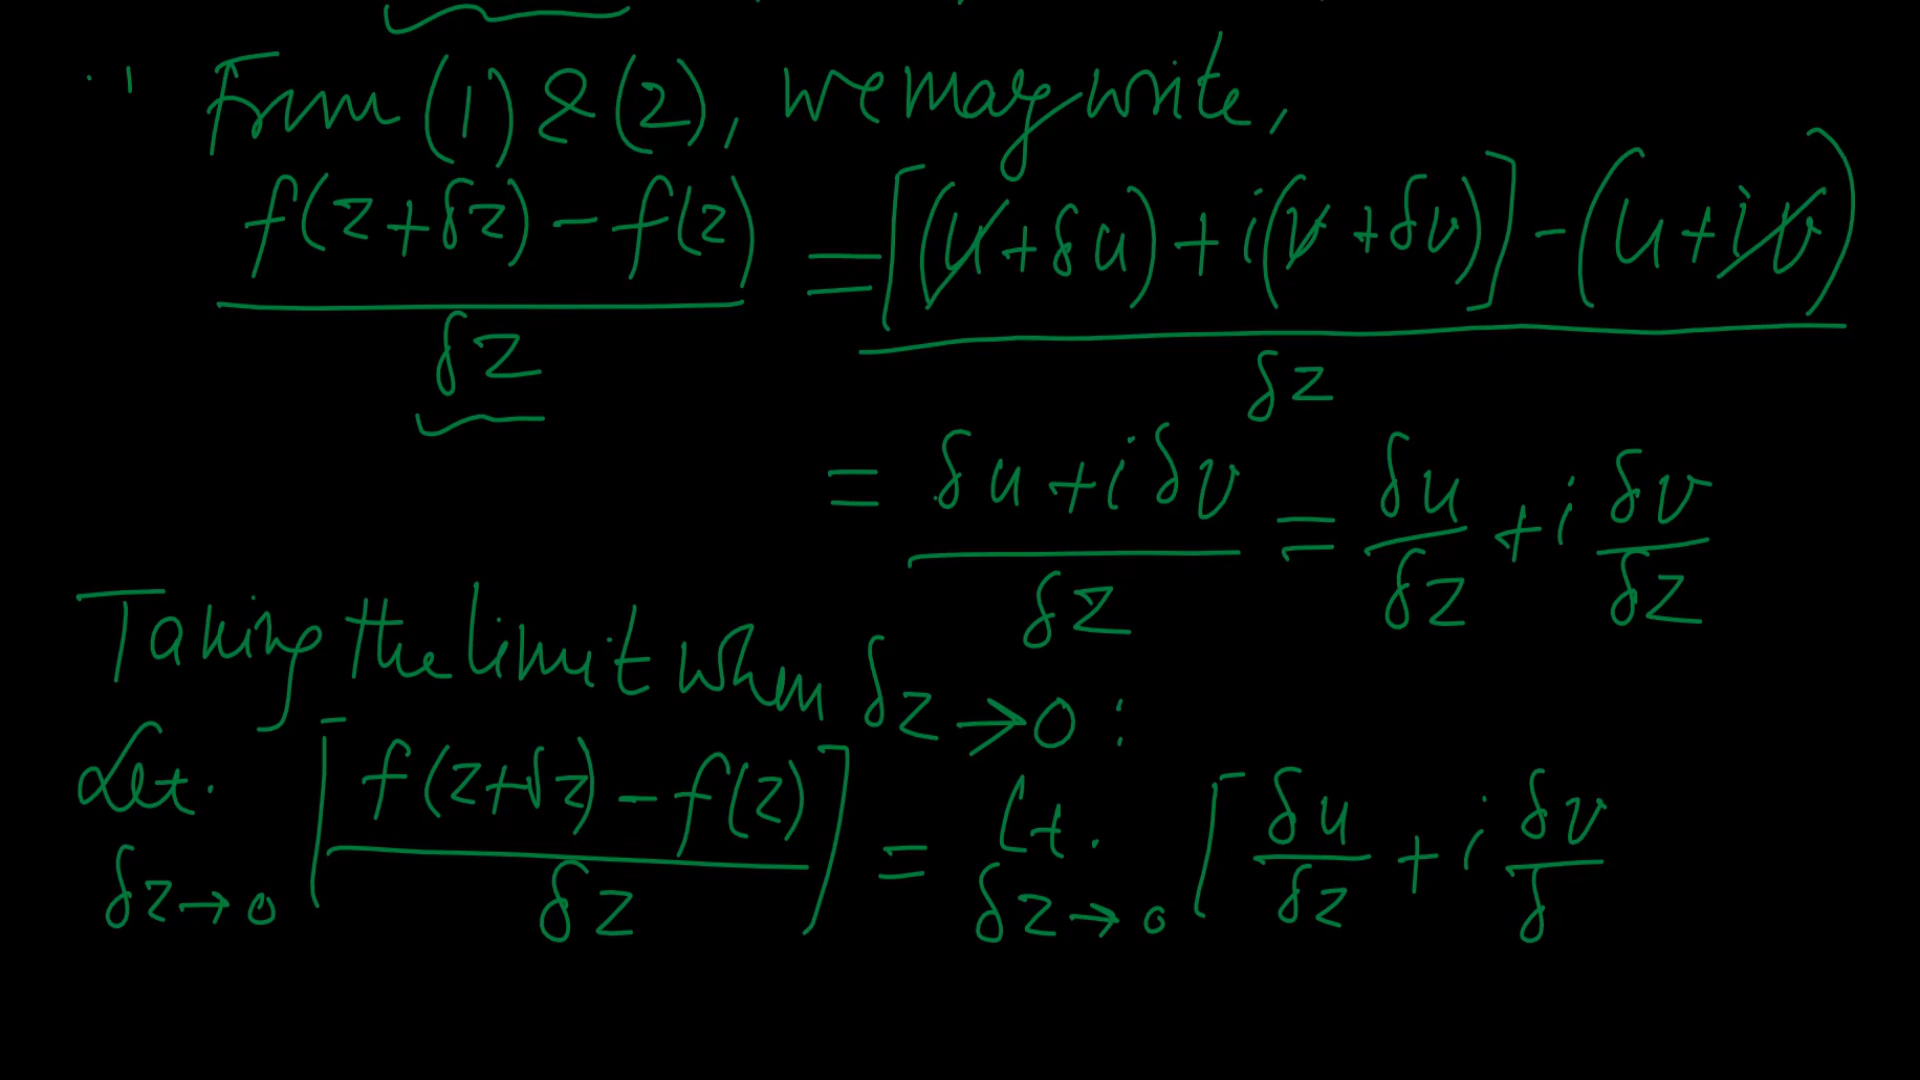 From (1) & (2), we may write,
f(z+δz)-f(z) / δz = [(u+δu)+i(v+δv)]-(u+iv) / δz
= δu+iδv / δz = δu/δz + i δv/δz
Taking the limit when δz→0 :
Let. δz→0 [f(z+δz)-f(z) / δz] = Lt. δz→0 [δu/δz + i δv/δ